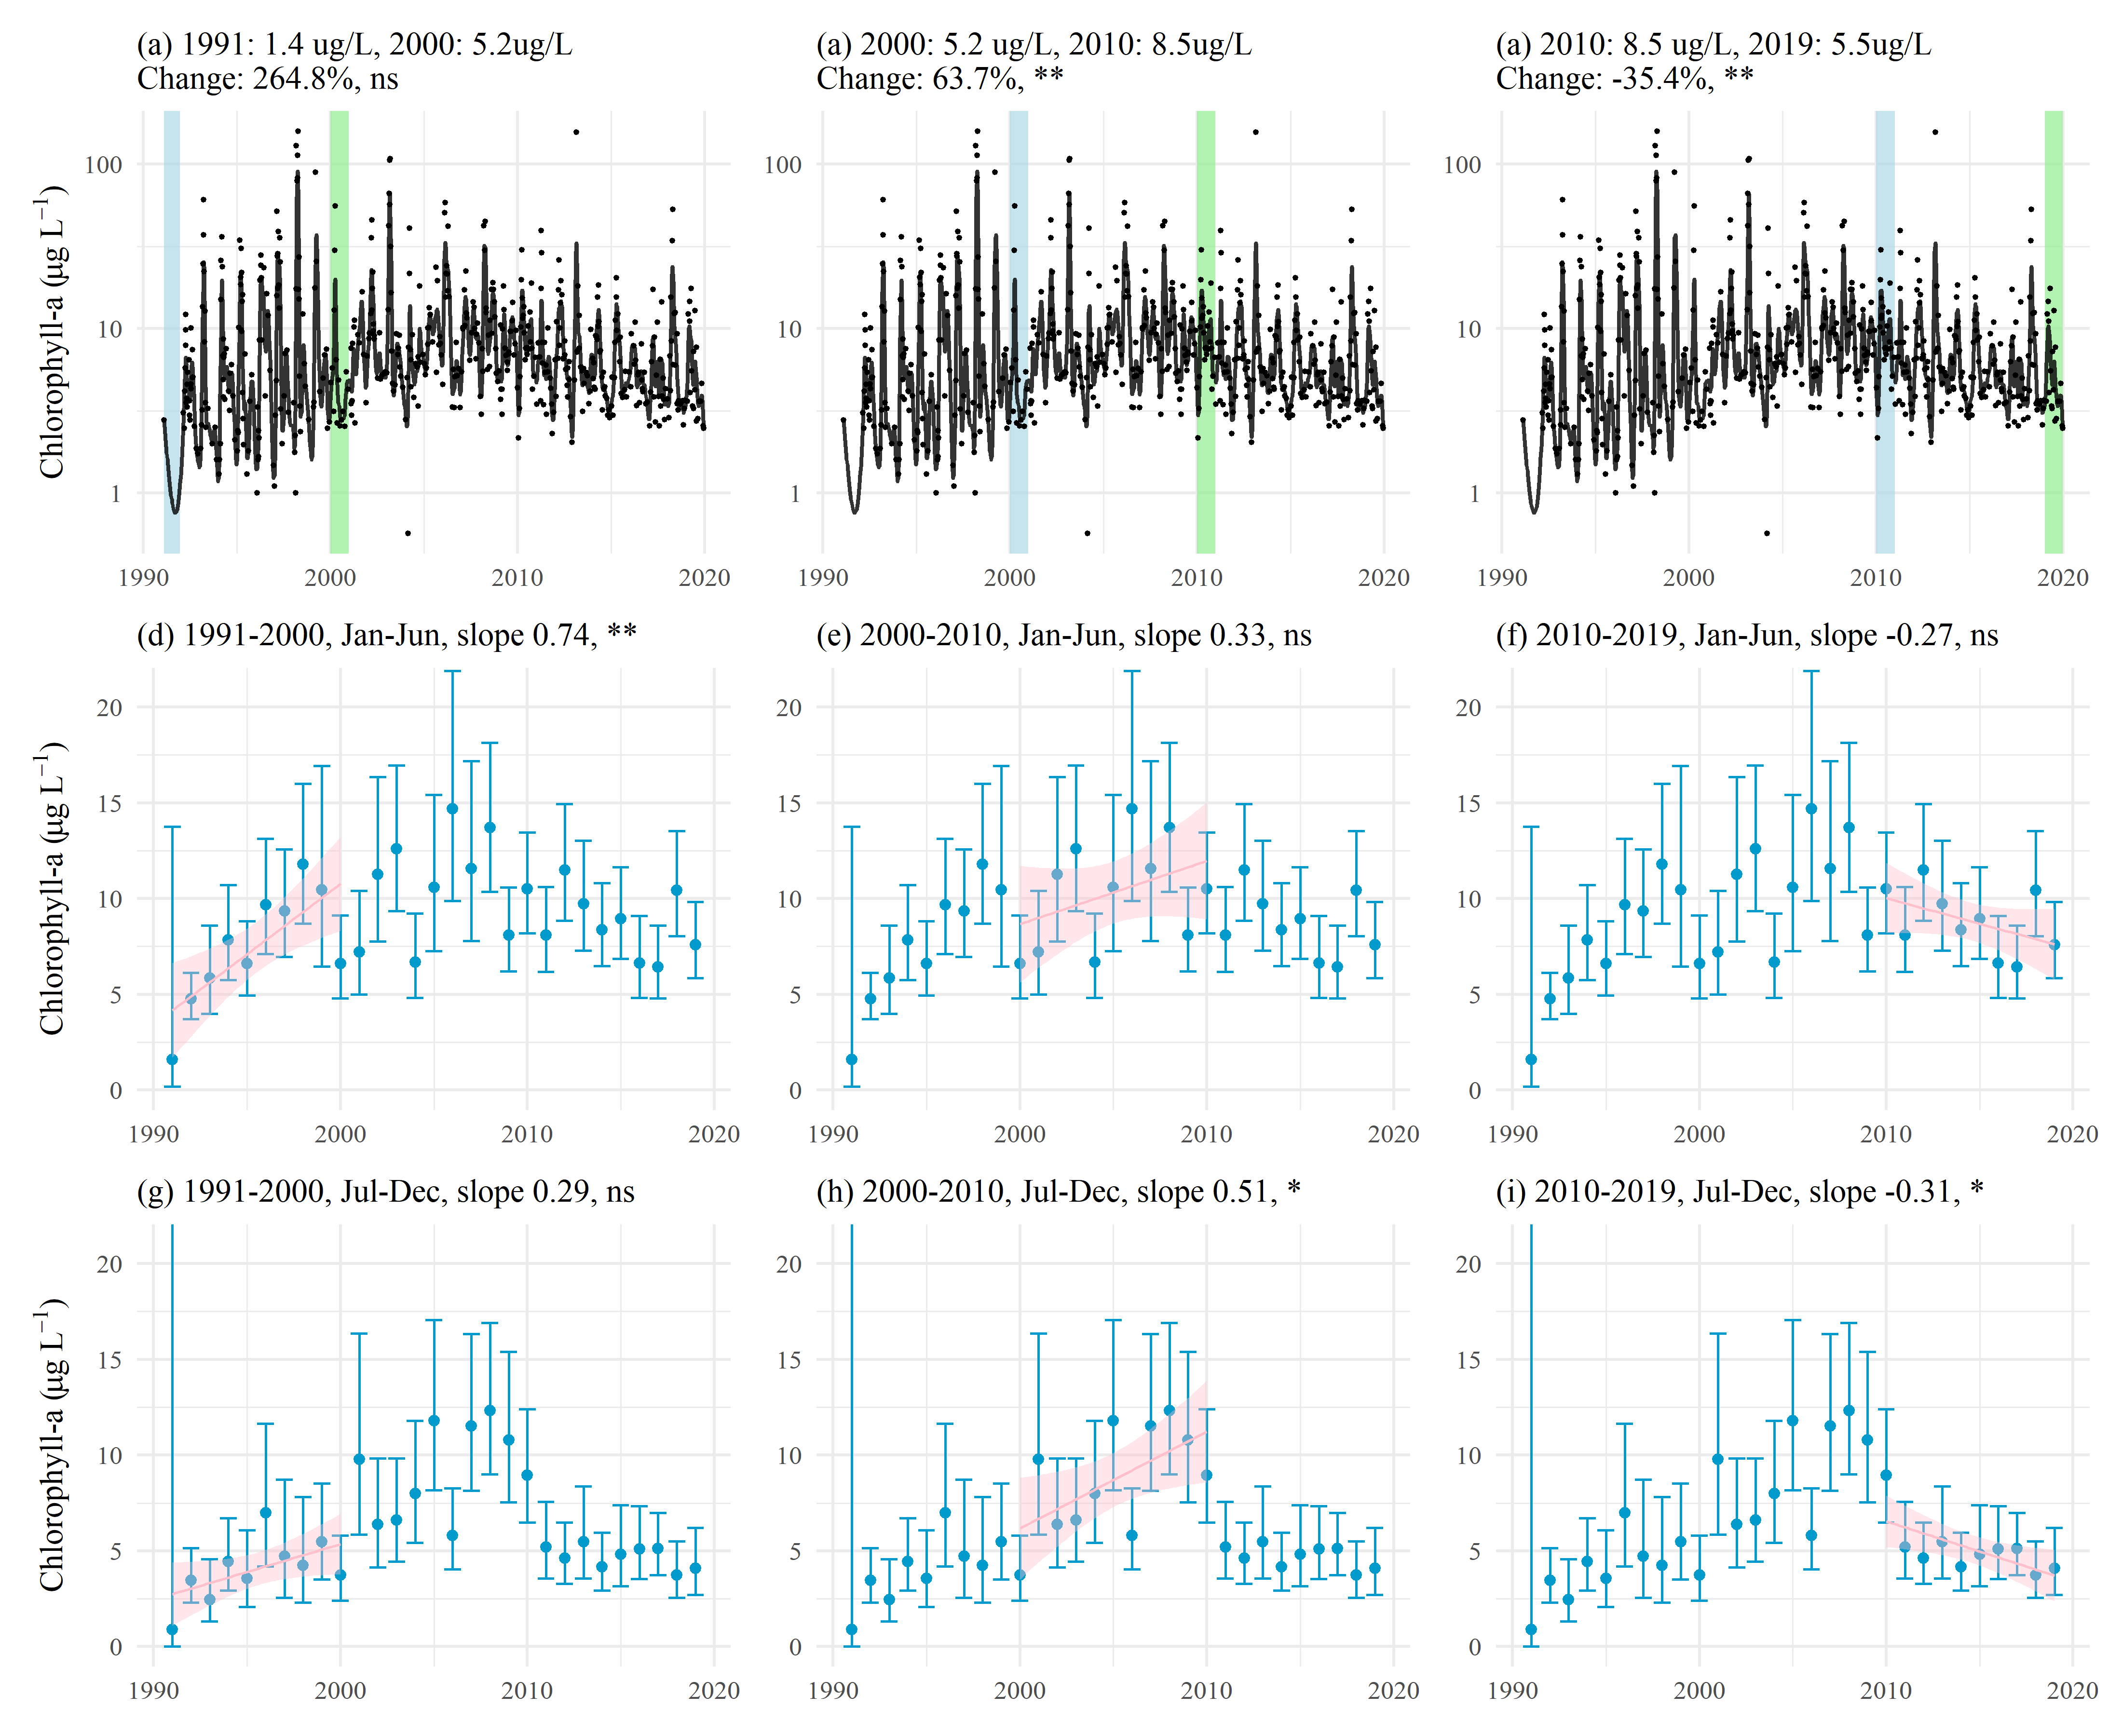 (a) 1991: 1.4 ug/L, 2000: 5.2ug/L
Change: 264.8%, ns
(a) 2000: 5.2 ug/L, 2010: 8.5ug/L
Change: 63.7%, **
(a) 2010: 8.5 ug/L, 2019: 5.5ug/L
Change: -35.4%, **
Chlorophyll-a (μg L⁻¹)
100
10
1
1990 2000 2010 2020
100
10
1
1990 2000 2010 2020
100
10
1
1990 2000 2010 2020
(d) 1991-2000, Jan-Jun, slope 0.74, **
(e) 2000-2010, Jan-Jun, slope 0.33, ns
(f) 2010-2019, Jan-Jun, slope -0.27, ns
Chlorophyll-a (μg L⁻¹)
20
15
10
5
0
1990 2000 2010 2020
20
15
10
5
0
1990 2000 2010 2020
20
15
10
5
0
1990 2000 2010 2020
(g) 1991-2000, Jul-Dec, slope 0.29, ns
(h) 2000-2010, Jul-Dec, slope 0.51, *
(i) 2010-2019, Jul-Dec, slope -0.31, *
Chlorophyll-a (μg L⁻¹)
20
15
10
5
0
1990 2000 2010 2020
20
15
10
5
0
1990 2000 2010 2020
20
15
10
5
0
1990 2000 2010 2020